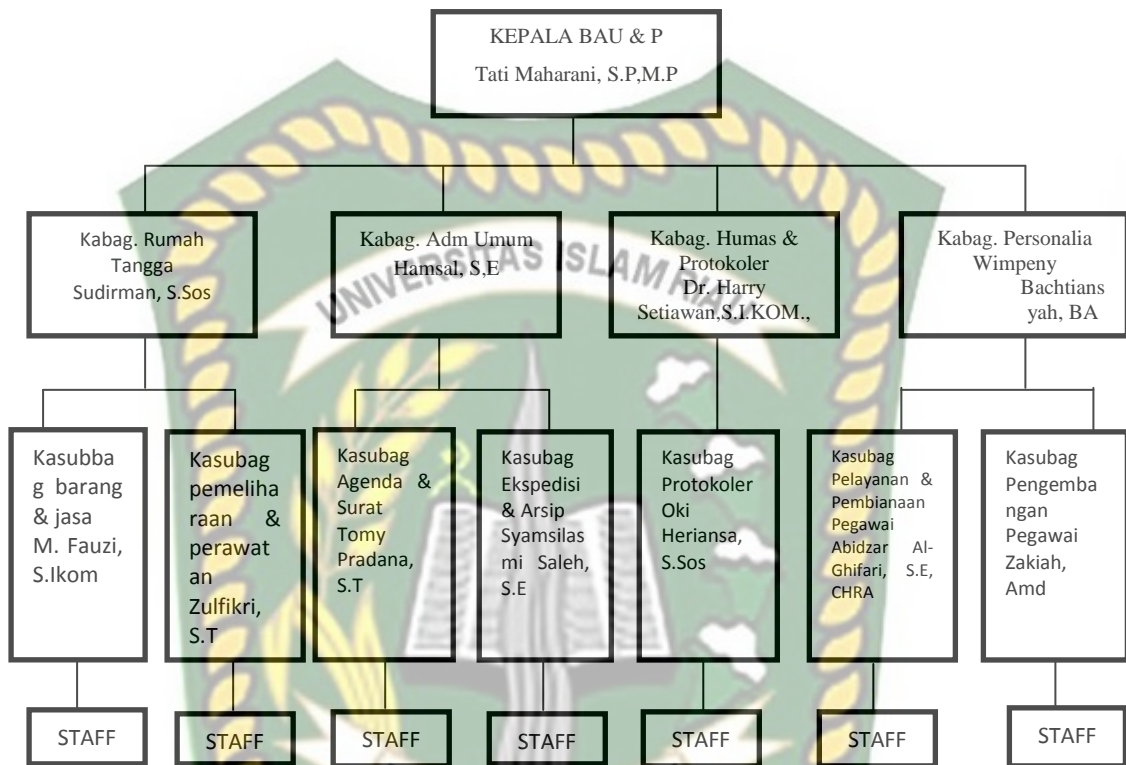 KEPALA BAU & P
Tati Maharani, S.P,M.P
Kabag. Rumah
Tangga
Sudirman, S.Sos
Kabag. Adm Umum
Hamsal, S,E
Kabag. Humas &
Protokoler
Dr. Harry
Setiawan,S.I.KOM.,
Kabag. Personalia
Wimpeny
Bachtians
yah, BA
UNIVERSITAS ISLAM RIAU
Kasubba
g barang
& jasa
M. Fauzi,
S.Ikom
Kasubag
pemeliha
raan &
perawat
an
Zulfikri,
S.T
Kasubag
Agenda &
Surat
Tomy
Pradana,
S.T
Kasubag
Ekspedisi
& Arsip
Syamsilas
mi Saleh,
S.E
Kasubag
Protokoler
Oki
Heriansa,
S.Sos
Kasubag
Pelayanan &
Pembianaan
Pegawai
Abidzar Al-
Ghifari, S.E,
CHRA
Kasubag
Pengemba
ngan
Pegawai
Zakiah,
Amd
STAFF
STAFF
STAFF
STAFF
STAFF
STAFF
STAFF